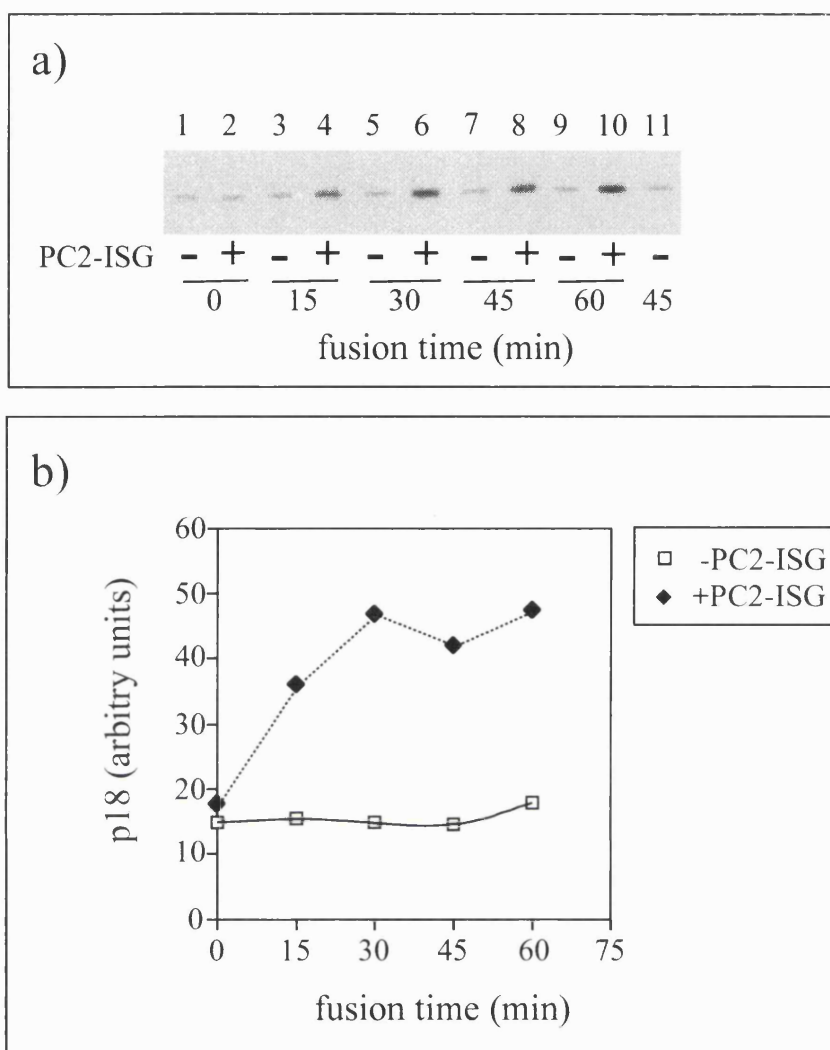 a)
1 2 3 4 5 6 7 8 9 10 11
PC2-ISG - + - + - + - + - + -
0 15 30 45 60 45
fusion time (min)
b)
60
50
40
30
20
10
0
p18 (arbitry units)
0 15 30 45 60 75
fusion time (min)
-PC2-ISG
+PC2-ISG